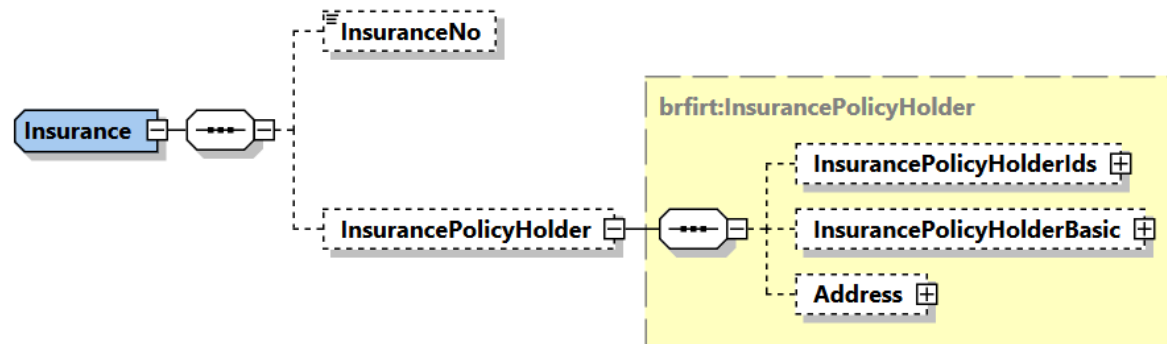 InsuranceNo
Insurance
brfirt:InsurancePolicyHolder
InsurancePolicyHolderIds
InsurancePolicyHolder
InsurancePolicyHolderBasic
Address